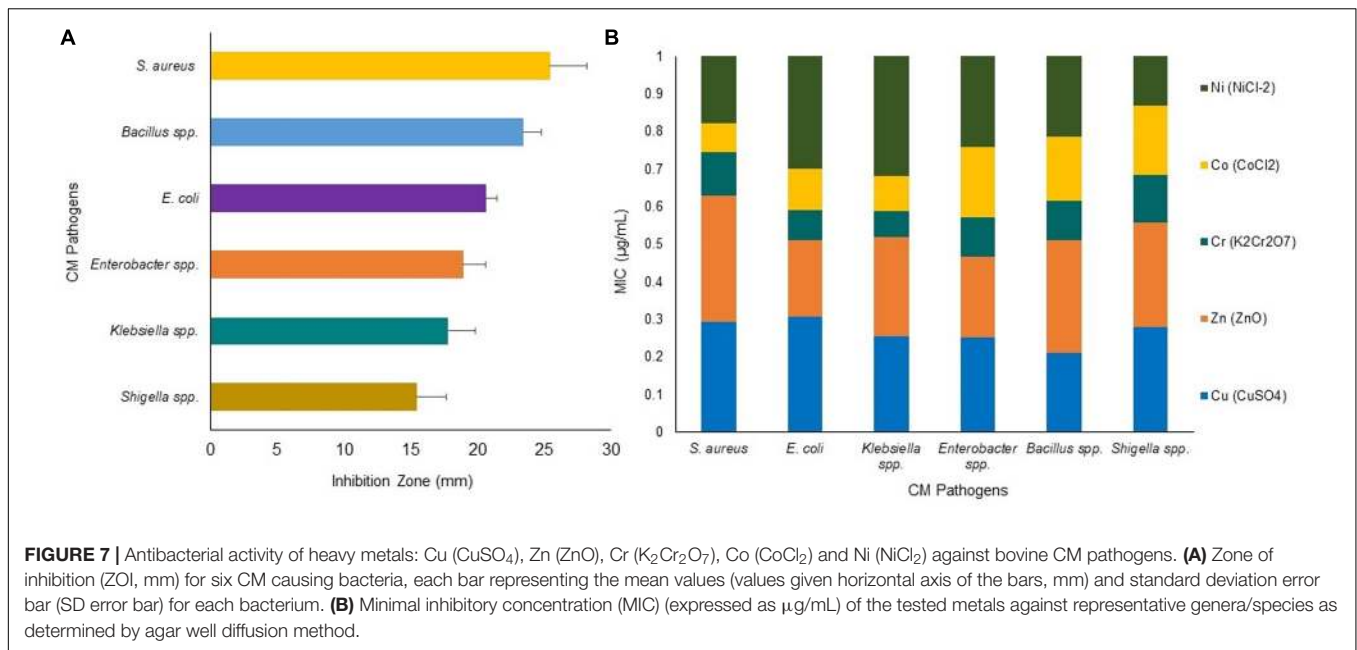 A
CM Pathogens
S. aureus
Bacillus spp.
E. coli
Enterobacter spp.
Klebsiella spp.
Shigella spp.
0 5 10 15 20 25 30
Inhibition Zone (mm)
B
MIC (µg/mL)
1
0.9
0.8
0.7
0.6
0.5
0.4
0.3
0.2
0.1
0
S. aureus E. coli Klebsiella spp. Enterobacter spp. Bacillus spp. Shigella spp.
CM Pathogens
Ni (NiCl-2)
Co (CoCl2)
Cr (K2Cr2O7)
Zn (ZnO)
Cu (CuSO4)
FIGURE 7 | Antibacterial activity of heavy metals: Cu (CuSO₄), Zn (ZnO), Cr (K₂Cr₂O₇), Co (CoCl₂) and Ni (NiCl₂) against bovine CM pathogens. (A) Zone of
inhibition (ZOI, mm) for six CM causing bacteria, each bar representing the mean values (values given horizontal axis of the bars, mm) and standard deviation error
bar (SD error bar) for each bacterium. (B) Minimal inhibitory concentration (MIC) (expressed as µg/mL) of the tested metals against representative genera/species as
determined by agar well diffusion method.